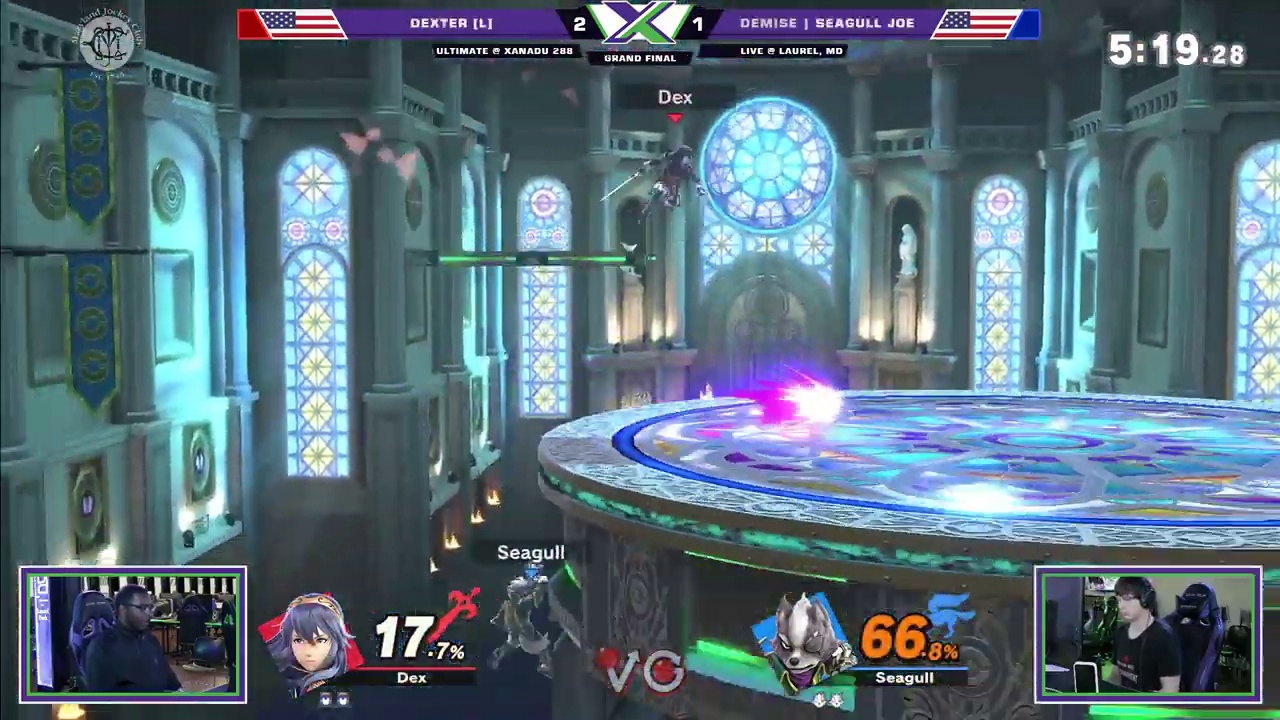 DEXTER [L]
2
1
DEMISE | SEAGULL JOE
ULTIMATE @ XANADU 288
GRAND FINAL
LIVE @ LAUREL, MD
5:19.28
Dex
Seagull
17.7%
Dex
66.8%
Seagull